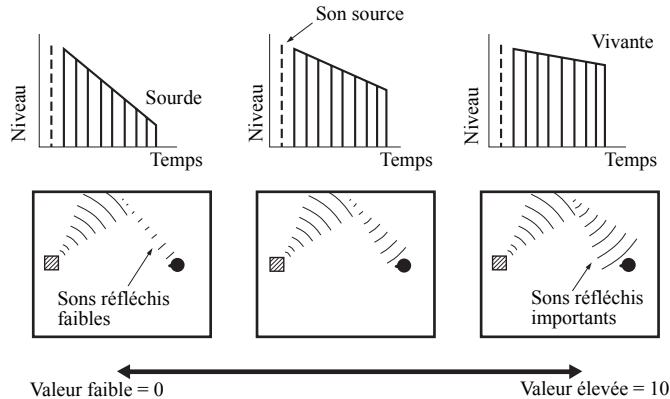 Son source
Niveau
Sourde
Temps
Niveau
Temps
Niveau
Vivante
Temps
Sons réfléchis
faibles
Sons réfléchis
importants
Valeur faible = 0
Valeur élevée = 10